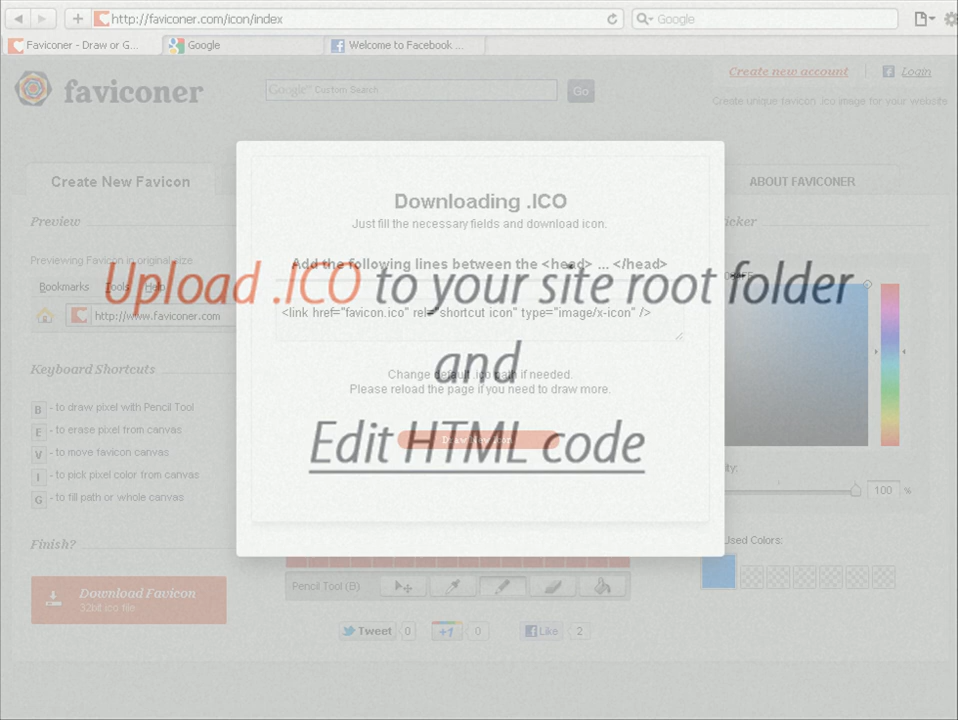 http://faviconer.com/icon/index
Google
Faviconer - Draw or G...
Google
Welcome to Facebook ...
faviconer
Google™ Custom Search
Go
Create new account
Login
Create unique favicon .ico image for your website
Create New Favicon
ABOUT FAVICONER
Preview
Previewing Favicon in original size
Bookmarks Tools Help
http://www.faviconer.com
Keyboard Shortcuts
B - to draw pixel with Pencil Tool
E - to erase pixel from canvas
V - to move favicon canvas
I - to pick pixel color from canvas
G - to fill path or whole canvas
Finish?
Download Favicon
32bit ico file
Downloading .ICO
Just fill the necessary fields and download icon:
Add the following lines between the <head> ... </head>
<link href="favicon.ico" rel="shortcut icon" type="image/x-icon" />
Change default .ico path if needed.
Please reload the page if you need to draw more.
Draw New Icon
Upload .ICO to your site root folder
and
Edit HTML code
100 %
Used Colors:
Pencil Tool (B)
Tweet 0
+1 0
Like 2